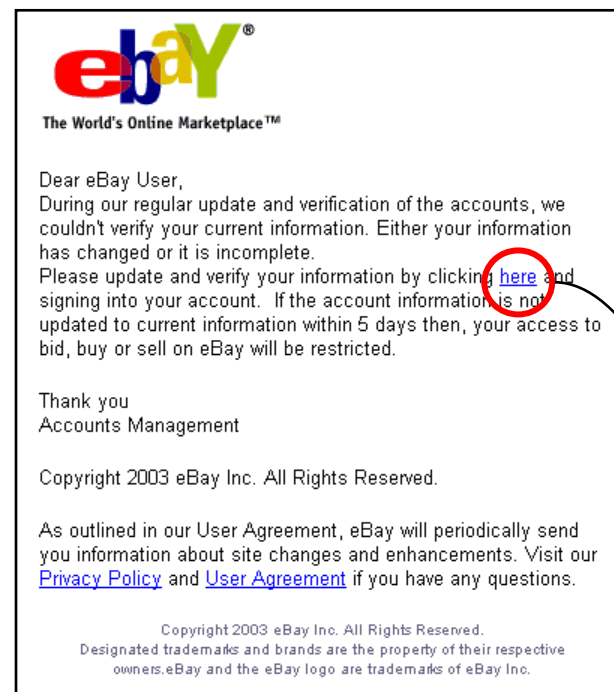 ebaY®
The World's Online Marketplace™
Dear eBay User,
During our regular update and verification of the accounts, we
couldn't verify your current information. Either your information
has changed or it is incomplete.
Please update and verify your information by clicking here and
signing into your account. If the account information is not
updated to current information within 5 days then, your access to
bid, buy or sell on eBay will be restricted.
Thank you
Accounts Management
Copyright 2003 eBay Inc. All Rights Reserved.
As outlined in our User Agreement, eBay will periodically send
you information about site changes and enhancements. Visit our
Privacy Policy and User Agreement if you have any questions.
Copyright 2003 eBay Inc. All Rights Reserved.
Designated trademarks and brands are the property of their respective
owners.eBay and the eBay logo are trademarks of eBay Inc.